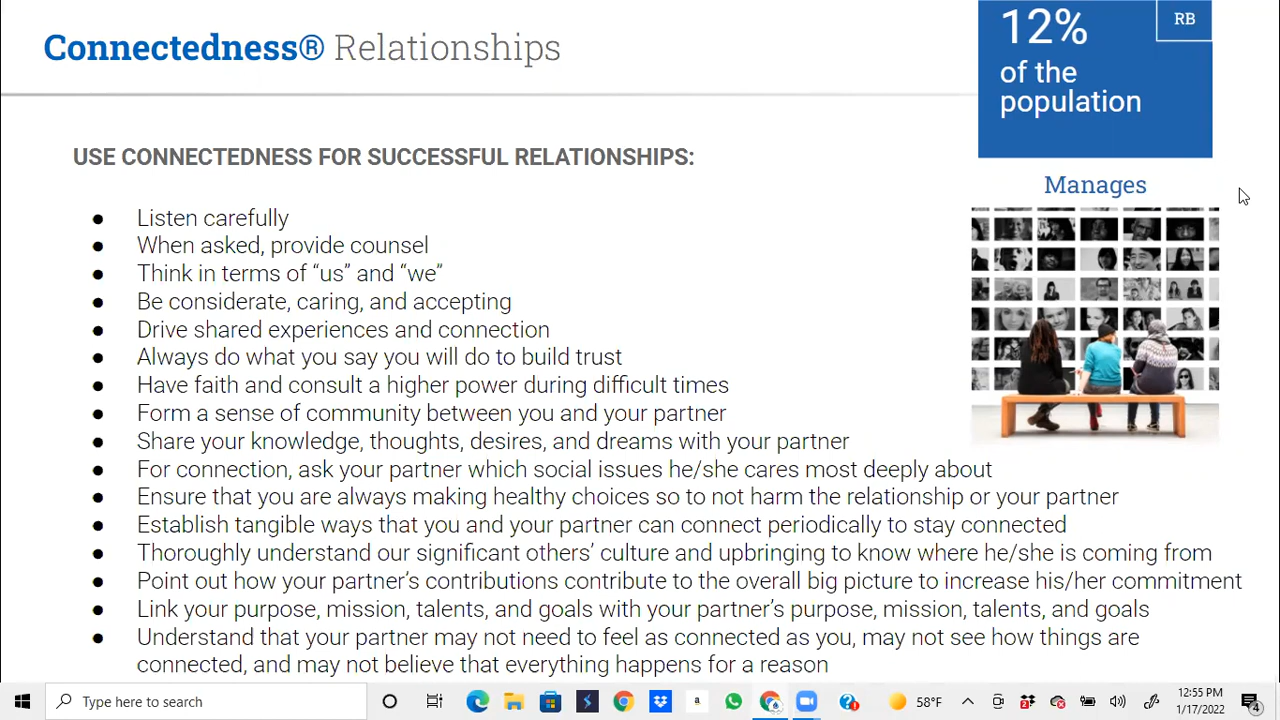 Connectedness® Relationships
12%
RB
of the
population
USE CONNECTEDNESS FOR SUCCESSFUL RELATIONSHIPS:
Manages
● Listen carefully
● When asked, provide counsel
● Think in terms of “us” and “we”
● Be considerate, caring, and accepting
● Drive shared experiences and connection
● Always do what you say you will do to build trust
● Have faith and consult a higher power during difficult times
● Form a sense of community between you and your partner
● Share your knowledge, thoughts, desires, and dreams with your partner
● For connection, ask your partner which social issues he/she cares most deeply about
● Ensure that you are always making healthy choices so to not harm the relationship or your partner
● Establish tangible ways that you and your partner can connect periodically to stay connected
● Thoroughly understand our significant others’ culture and upbringing to know where he/she is coming from
● Point out how your partner’s contributions contribute to the overall big picture to increase his/her commitment
● Link your purpose, mission, talents, and goals with your partner’s purpose, mission, talents, and goals
● Understand that your partner may not need to feel as connected as you, may not see how things are
connected, and may not believe that everything happens for a reason
Type here to search
a
2
58°F
12:55 PM
1/17/2022
4